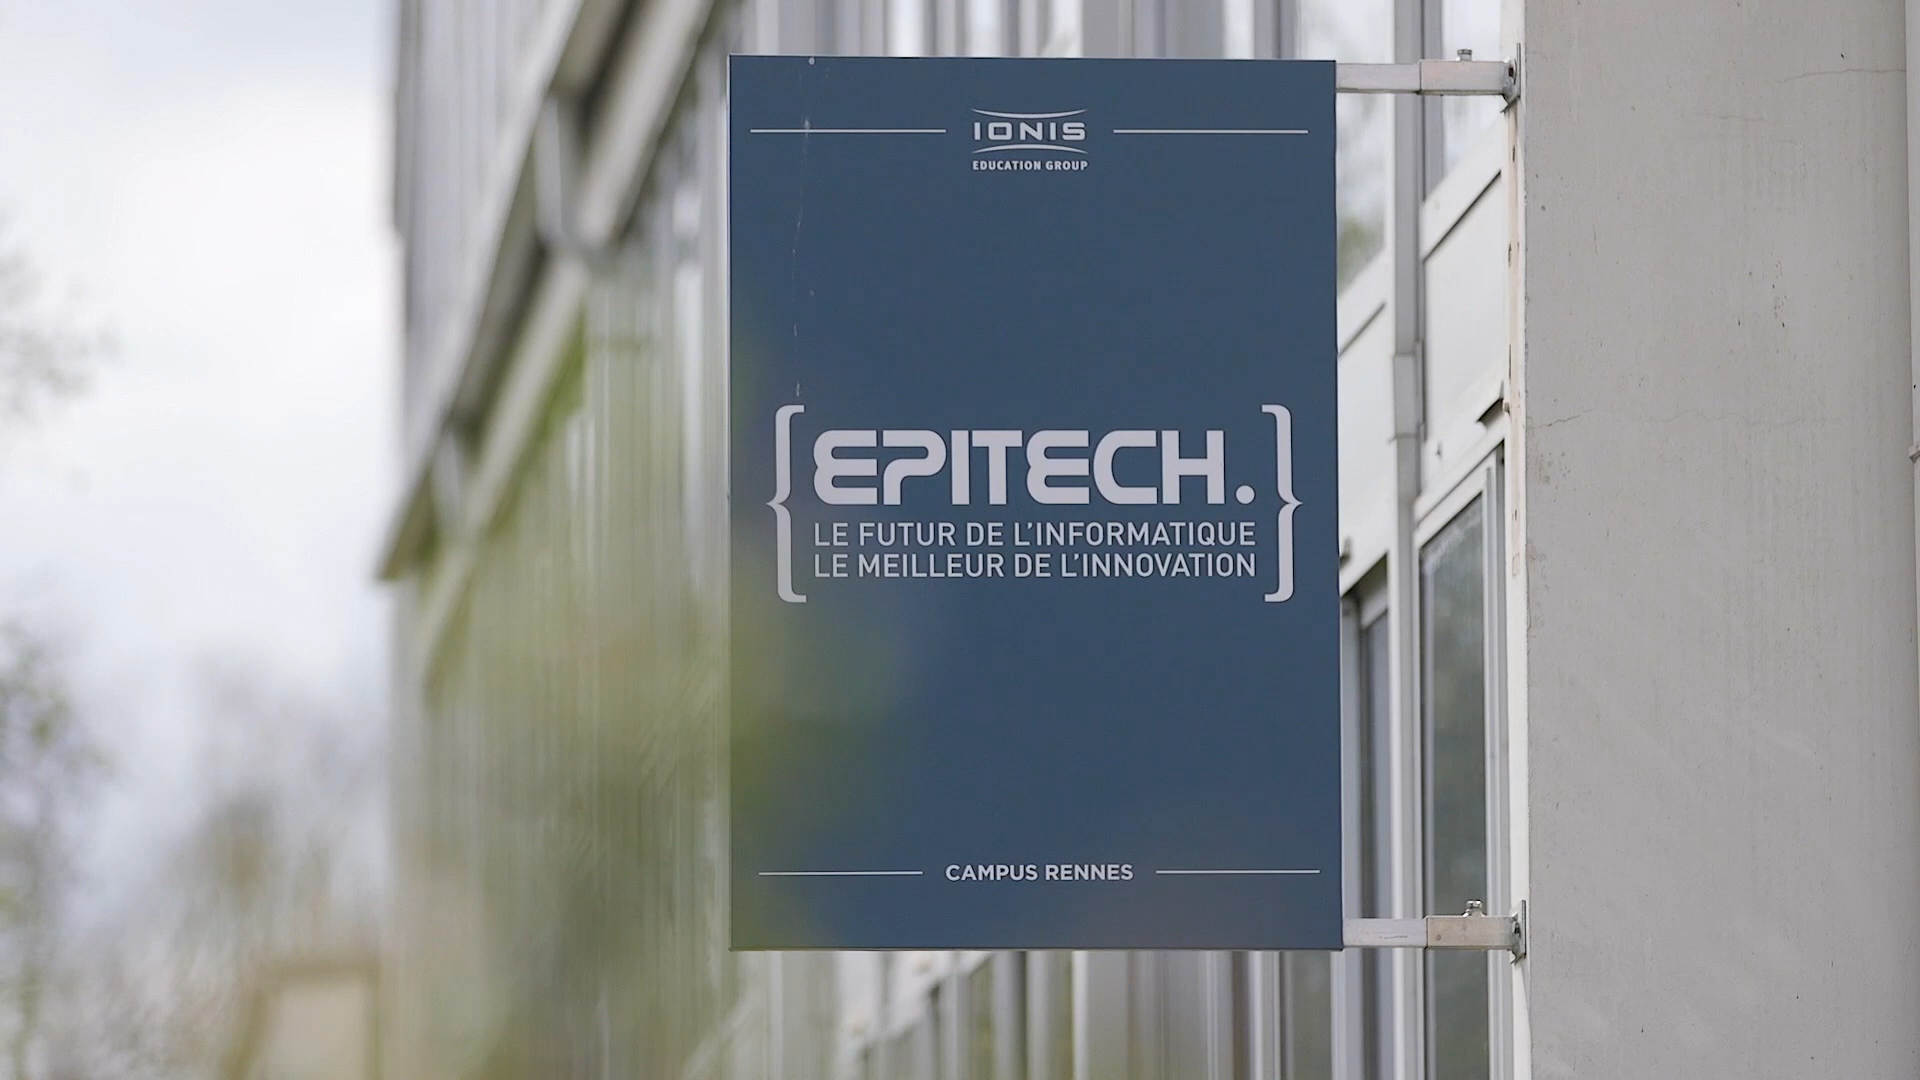 IONIS
EDUCATION GROUP
{EPITECH.}
LE FUTUR DE L'INFORMATIQUE
LE MEILLEUR DE L'INNOVATION
CAMPUS RENNES